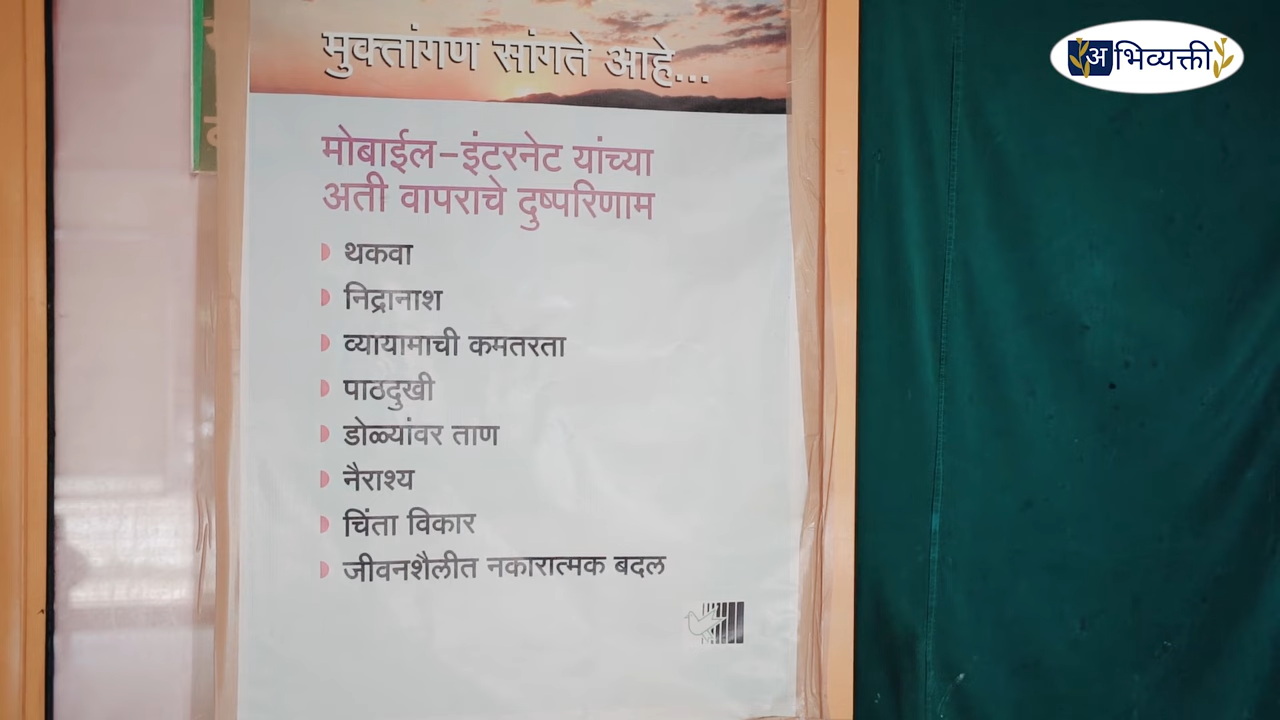 मुक्तांगण सांगते आहे...
अभिव्यक्ती
मोबाईल-इंटरनेट यांच्या
अती वापराचे दुष्परिणाम
थकवा
निद्रानाश
व्यायामाची कमतरता
पाठदुखी
डोळ्यांवर ताण
नैराश्य
चिंता विकार
जीवनशैलीत नकारात्मक बदल